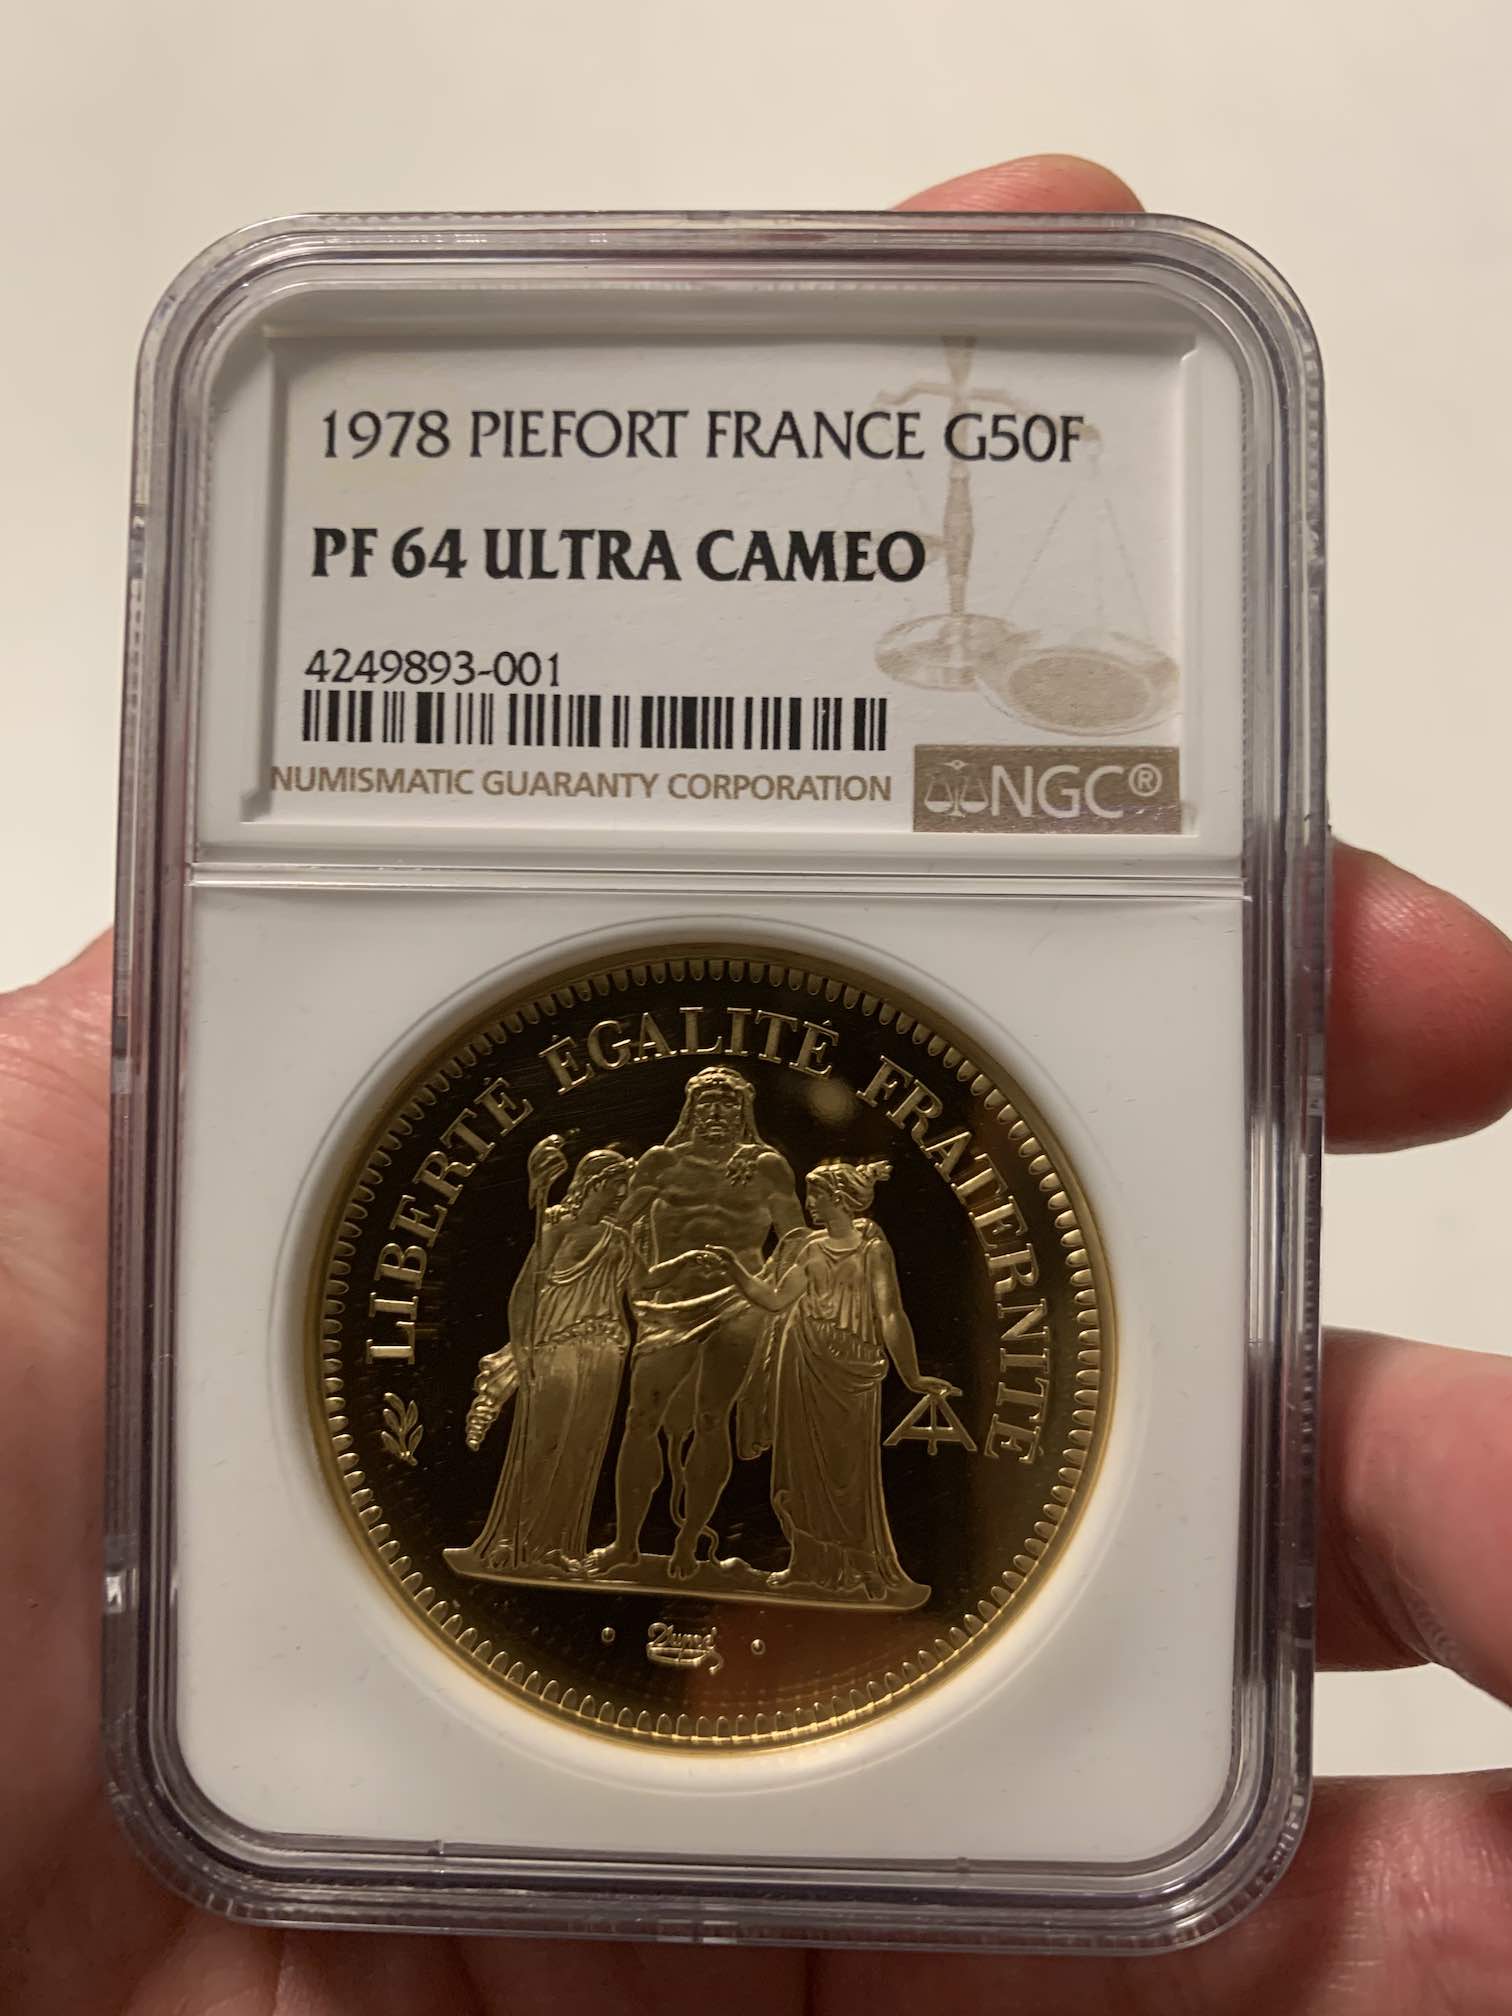 1978 PIEFORT FRANCE G50F
PF 64 ULTRA CAMEO
4249893-001
NUMISMATIC GUARANTY CORPORATION
NGC®
LIBERTÉ ÉGALITÉ FRATERNITÉ
Dupré